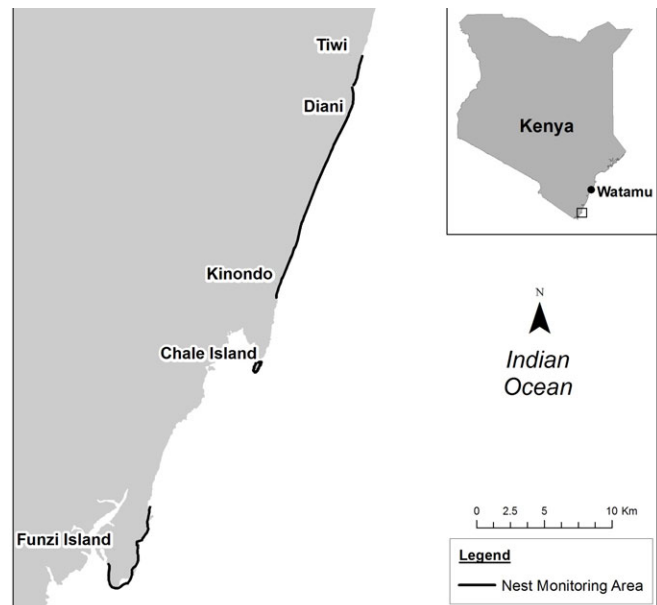 Tiwi
Diani
Kinondo
Chale Island
Funzi Island
Kenya
Watamu
N
Indian
Ocean
0 2.5 5 10 Km
Legend
Nest Monitoring Area